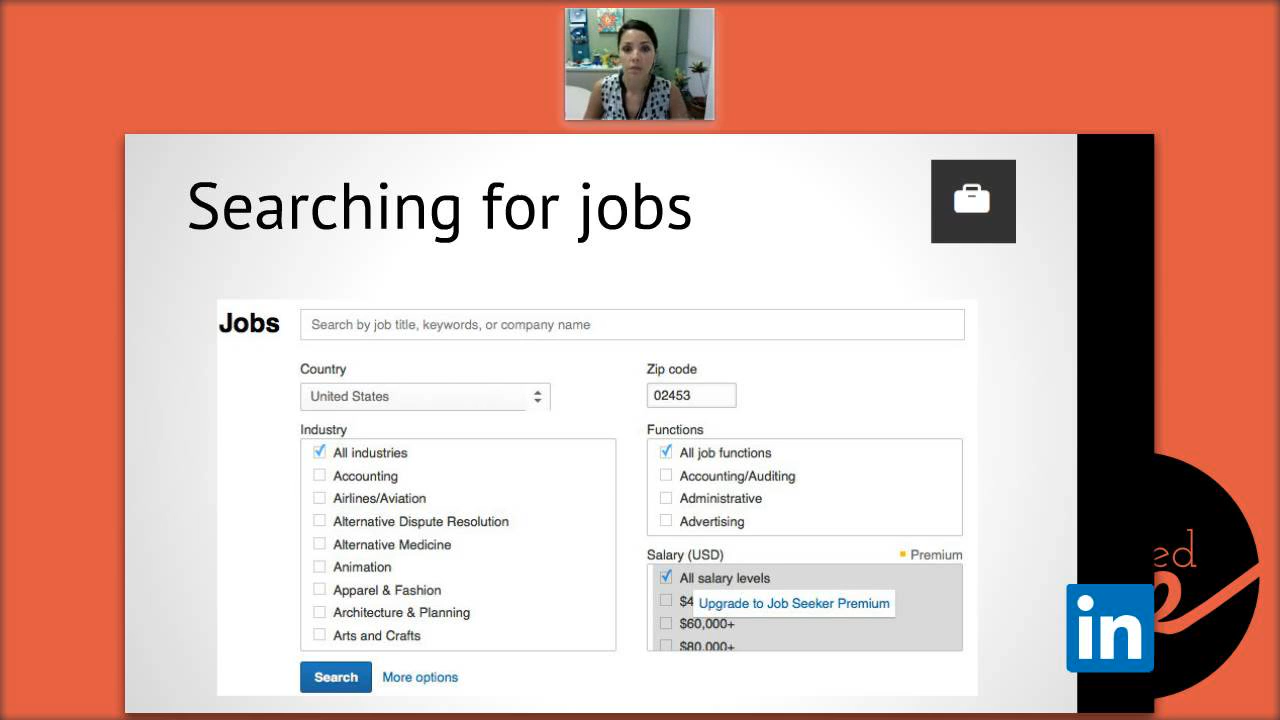 Searching for jobs
Jobs
Search by job title, keywords, or company name
Country
Zip code
United States
02453
Industry
Functions
All industries
Accounting
Airlines/Aviation
Alternative Dispute Resolution
Alternative Medicine
Animation
Apparel & Fashion
Architecture & Planning
Arts and Crafts
All job functions
Accounting/Auditing
Administrative
Advertising
Salary (USD)
Premium
All salary levels
$4
Upgrade to Job Seeker Premium
$60,000+
$80,000+
Search
More options
ed
in